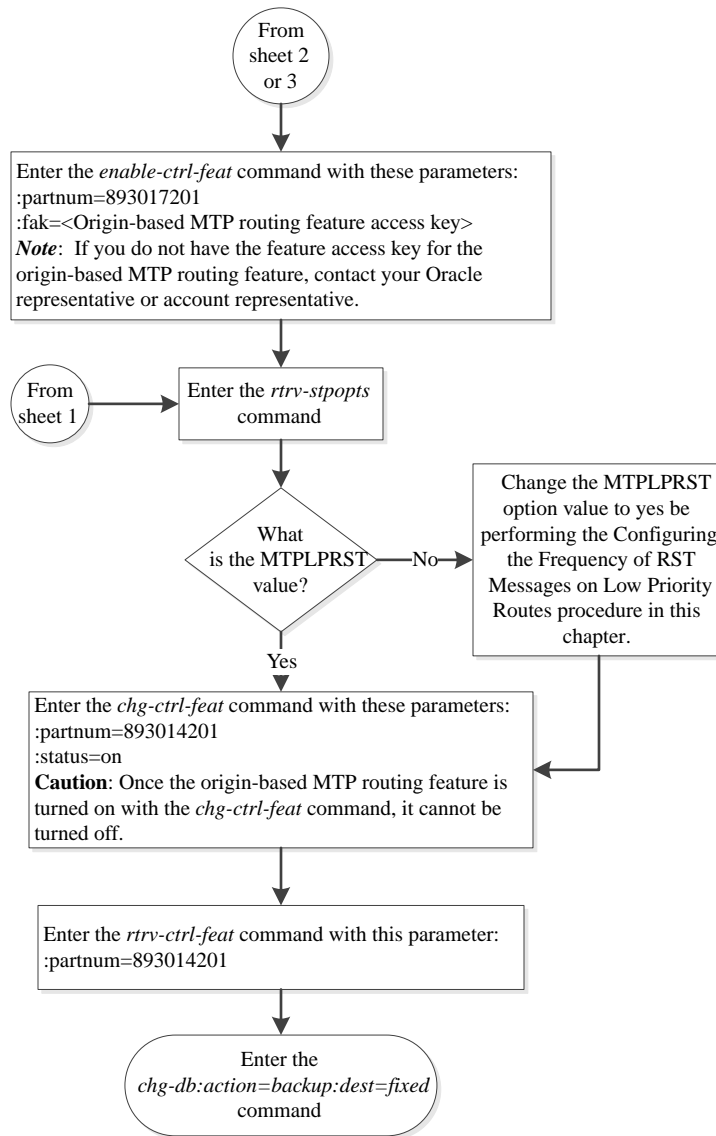 From
sheet 2
or 3
Enter the enable-ctrl-feat command with these parameters:
:partnum=893017201
:fak=<Origin-based MTP routing feature access key>
Note: If you do not have the feature access key for the
origin-based MTP routing feature, contact your Oracle
representative or account representative.
From
sheet 1
Enter the rtrv-stpopts
command
What
is the MTPLPRST
value?
No
Change the MTPLPRST
option value to yes be
performing the Configuring
the Frequency of RST
Messages on Low Priority
Routes procedure in this
chapter.
Yes
Enter the chg-ctrl-feat command with these parameters:
:partnum=893014201
:status=on
Caution: Once the origin-based MTP routing feature is
turned on with the chg-ctrl-feat command, it cannot be
turned off.
Enter the rtrv-ctrl-feat command with this parameter:
:partnum=893014201
Enter the
chg-db:action=backup:dest=fixed
command